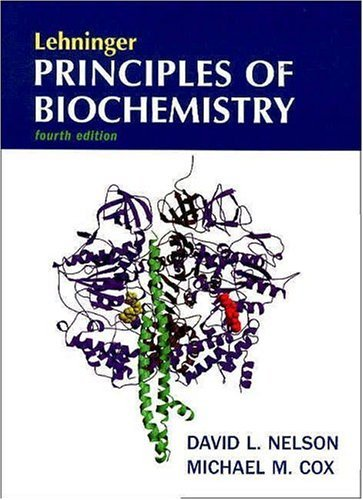 Lehninger
PRINCIPLES OF
BIOCHEMISTRY
fourth edition
DAVID L. NELSON
MICHAEL M. COX